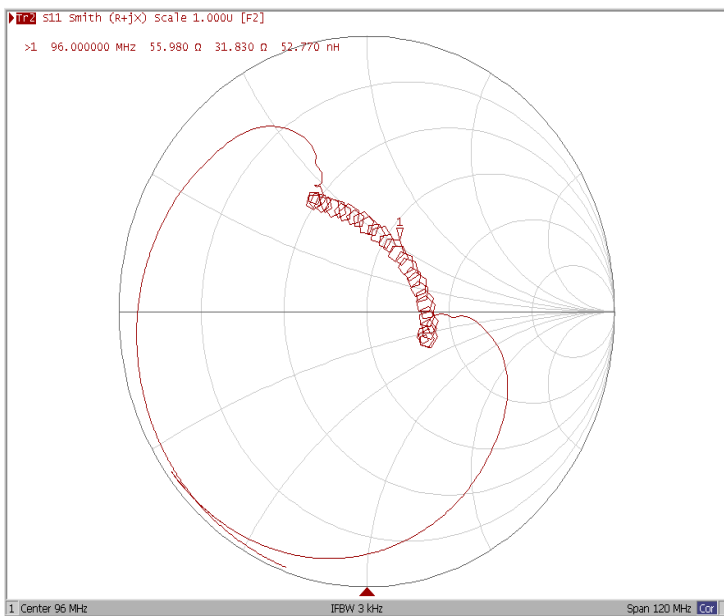 Tr2 S11 Smith (R+jX) Scale 1.000U [F2]
>1 96.000000 MHz 55.980 Ω 31.830 Ω 52.770 nH
1
1 Center 96 MHz IFBW 3 kHz Span 120 MHz Cor